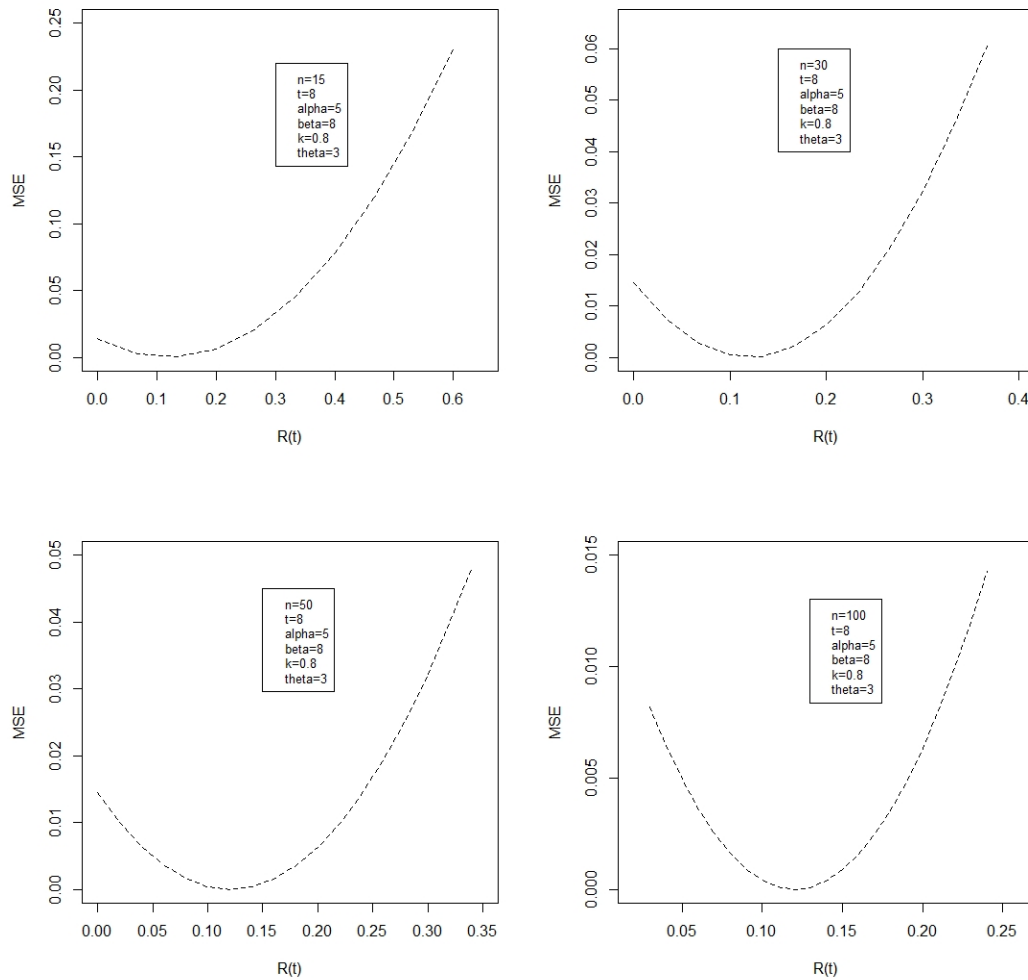 MSE
0.25
0.20
0.15
0.10
0.05
0.00
n=15
t=8
alpha=5
beta=8
k=0.8
theta=3
0.0 0.1 0.2 0.3 0.4 0.5 0.6
R(t)
MSE
0.06
0.05
0.04
0.03
0.02
0.01
0.00
n=30
t=8
alpha=5
beta=8
k=0.8
theta=3
0.0 0.1 0.2 0.3 0.4
R(t)
MSE
0.05
0.04
0.03
0.02
0.01
0.00
n=50
t=8
alpha=5
beta=8
k=0.8
theta=3
0.00 0.05 0.10 0.15 0.20 0.25 0.30 0.35
R(t)
MSE
0.015
0.010
0.005
0.000
n=100
t=8
alpha=5
beta=8
k=0.8
theta=3
0.05 0.10 0.15 0.20 0.25
R(t)